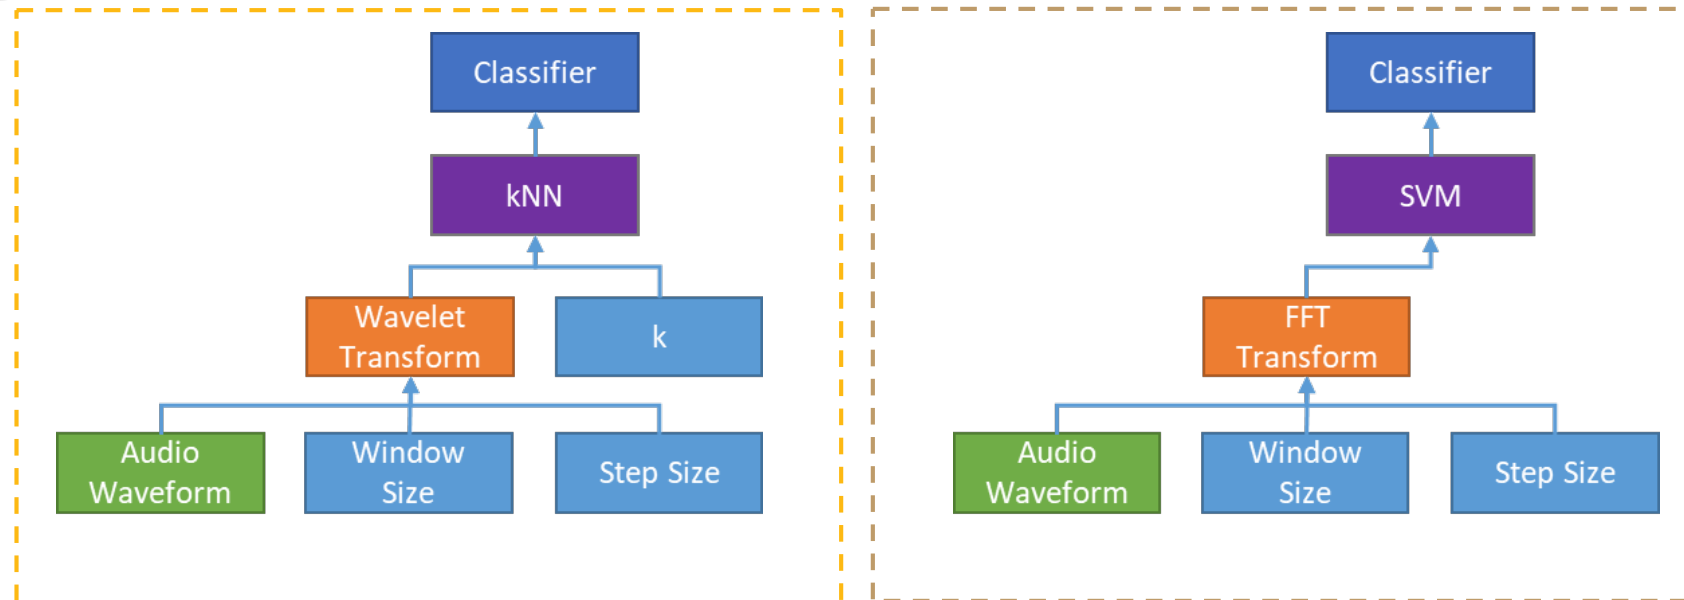 Classifier
kNN
Wavelet
Transform
k
Audio
Waveform
Window
Size
Step Size
Classifier
SVM
FFT
Transform
Audio
Waveform
Window
Size
Step Size